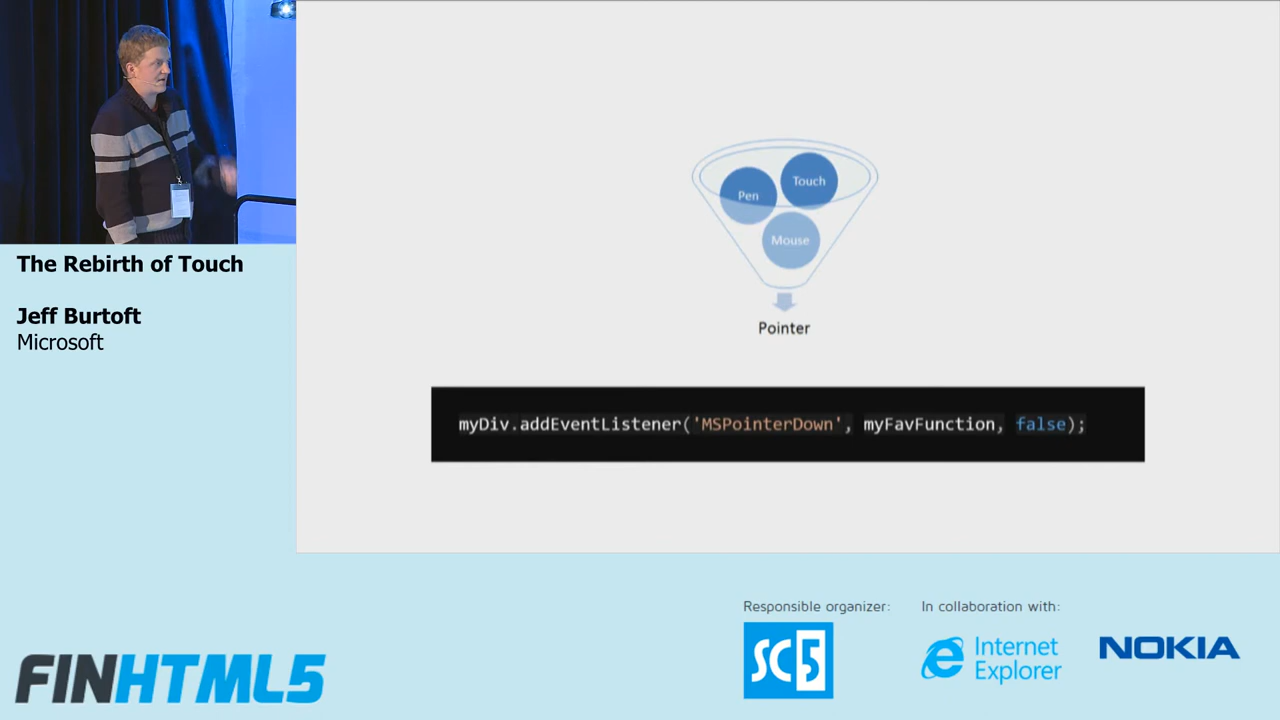 The Rebirth of Touch
Jeff Burtoft
Microsoft
Pen
Touch
Mouse
Pointer
myDiv.addEventListener('MSPointerDown', myFavFunction, false);
Responsible organizer:
In collaboration with:
SC5
Internet
Explorer
NOKIA
FINHTML5